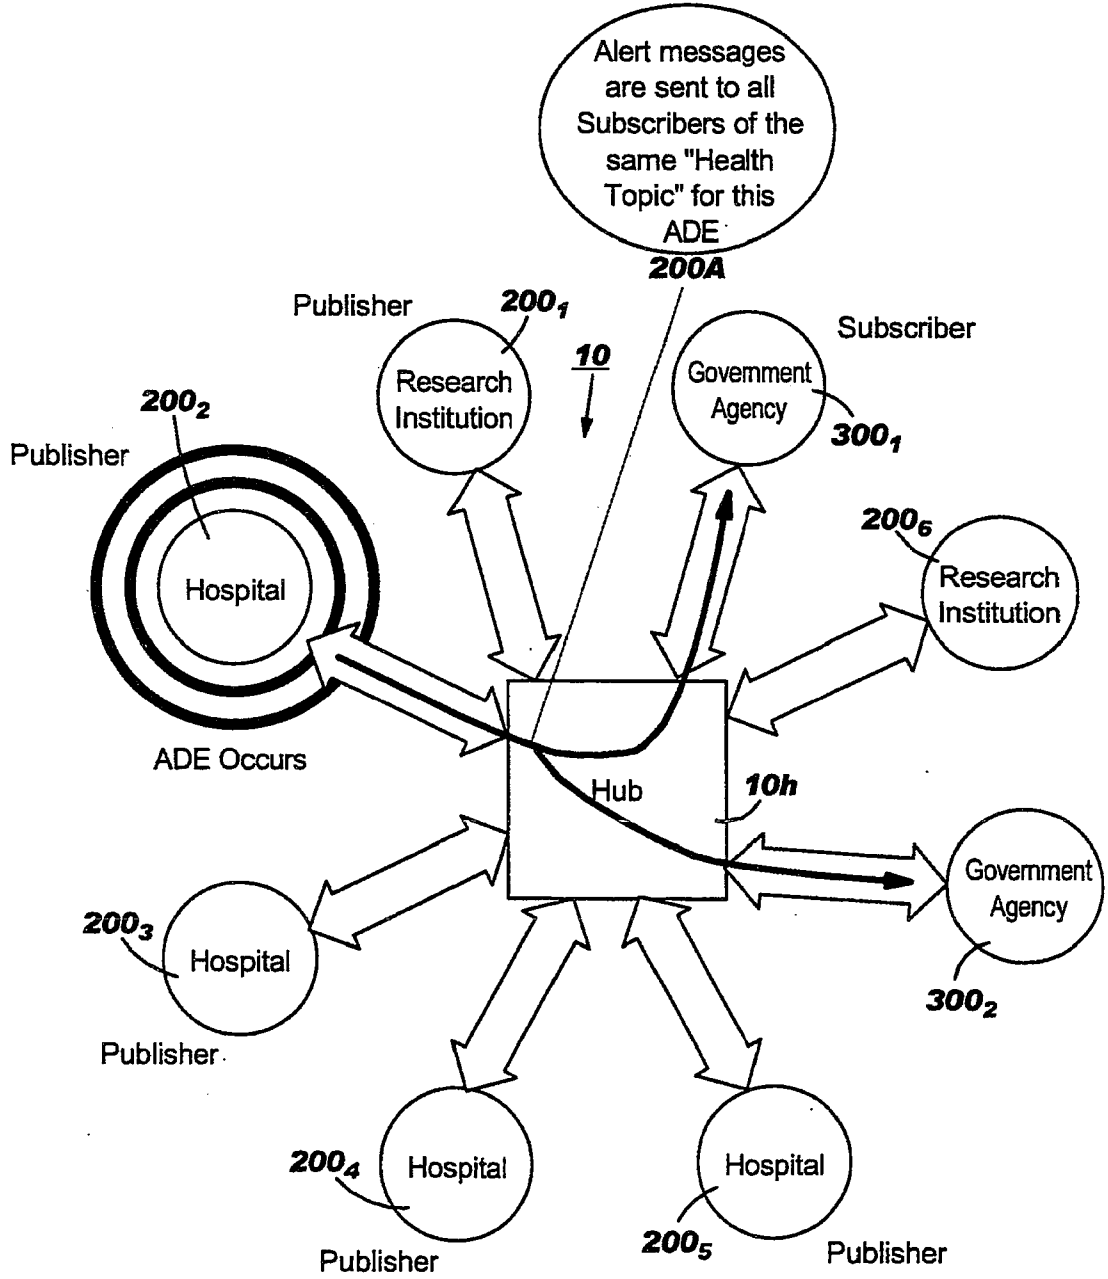 Alert messages
are sent to all
Subscribers of the
same "Health
Topic" for this
ADE
200A
Publisher
200₁
Research
Institution
10
Subscriber
Government
Agency
300₁
200₂
Publisher
Hospital
ADE Occurs
200₆
Research
Institution
Hub
10h
Government
Agency
300₂
200₃
Hospital
Publisher
200₄
Hospital
Publisher
Hospital
200₅
Publisher